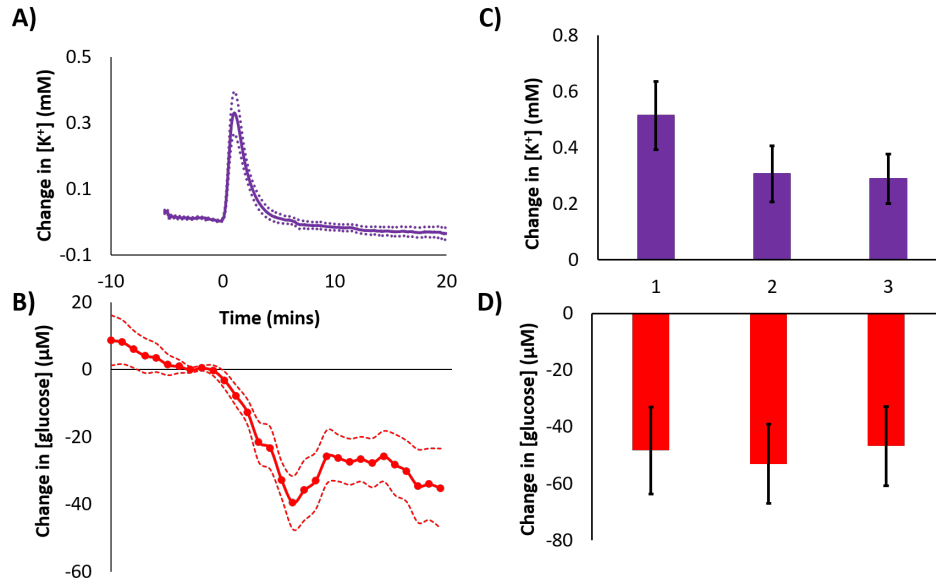 A)
Change in [K⁺] (mM)
0.5
0.3
0.1
-0.1
-10
0
10
20
Time (mins)
B)
Change in [glucose] (µM)
20
0
-20
-40
-60
C)
Change in [K⁺] (mM)
0.8
0.6
0.4
0.2
0
1
2
3
D)
Change in [glucose] (µM)
0
-20
-40
-60
-80